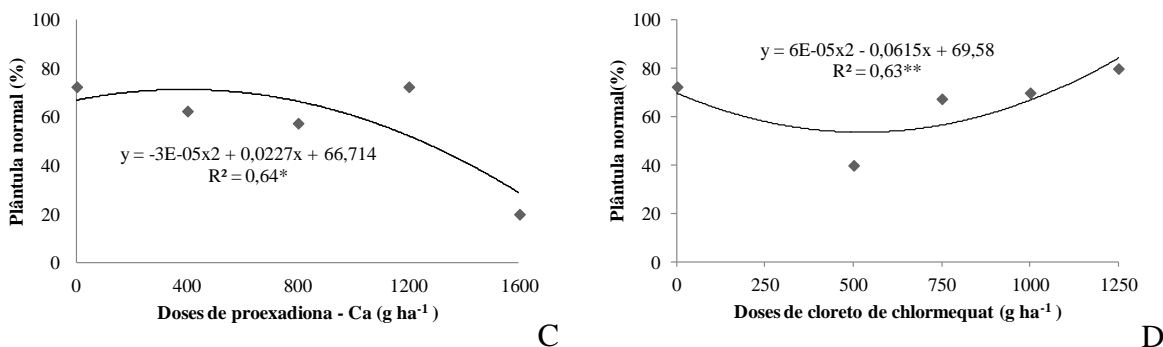 100
80
60
40
20
0
Plântula normal (%)
y = -3E-05x2 + 0,0227x + 66,714
R² = 0,64*
0 400 800 1200 1600
Doses de proexadiona - Ca (g ha⁻¹)
C
100
80
60
40
20
0
Plântula normal(%)
y = 6E-05x2 - 0,0615x + 69,58
R² = 0,63**
0 250 500 750 1000 1250
Doses de cloreto de chlormequat (g ha⁻¹)
D